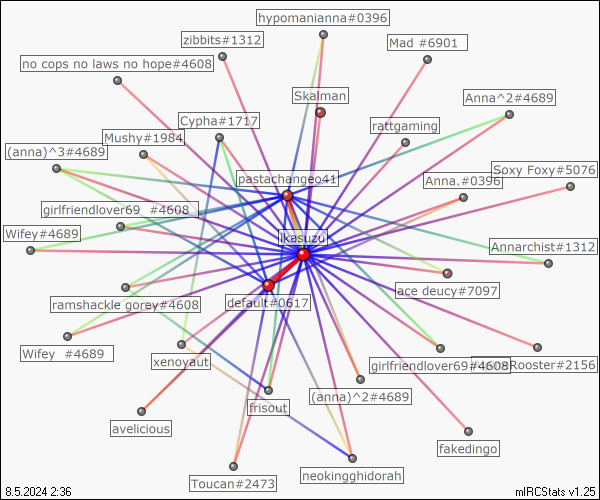 hypomanianna#0396
zibbits#1312
Mad #6901
no cops no laws no hope#4608
Skalman
Anna^2#4689
Cypha#1717
rattgaming
Mushy#1984
(anna)^3#4689
Soxy Foxy#5076
pastachangeo41
Anna.#0396
girlfriendlover69 #4608
Wifey#4689
ikasuzu
Annarchist#1312
lace deucy#7097
ramshackle gorey#4608
default#0617
Wifey #4689
xenoyaut
girlfriendlover69#4608
Rooster#2156
(anna)^2#4689
frisout
avelicious
fakedingo
neokingghidorah
Toucan#2473
8.5.2024 2:36
mIRCStats v1.25